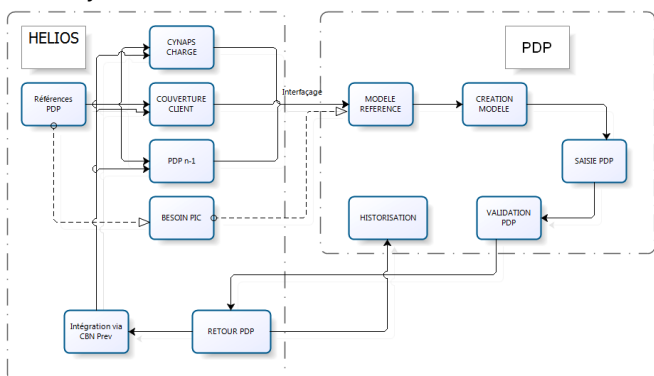 HELIOS
PDP
CYNAPS
CHARGE
Références
PDP
COUVERTURE
CLIENT
Interfaçage
MODELE
REFERENCE
CREATION
MODELE
PDP n-1
SAISIE PDP
BESOIN PIC
HISTORISATION
VALIDATION
PDP
Intégration via
CBN Prev
RETOUR PDP